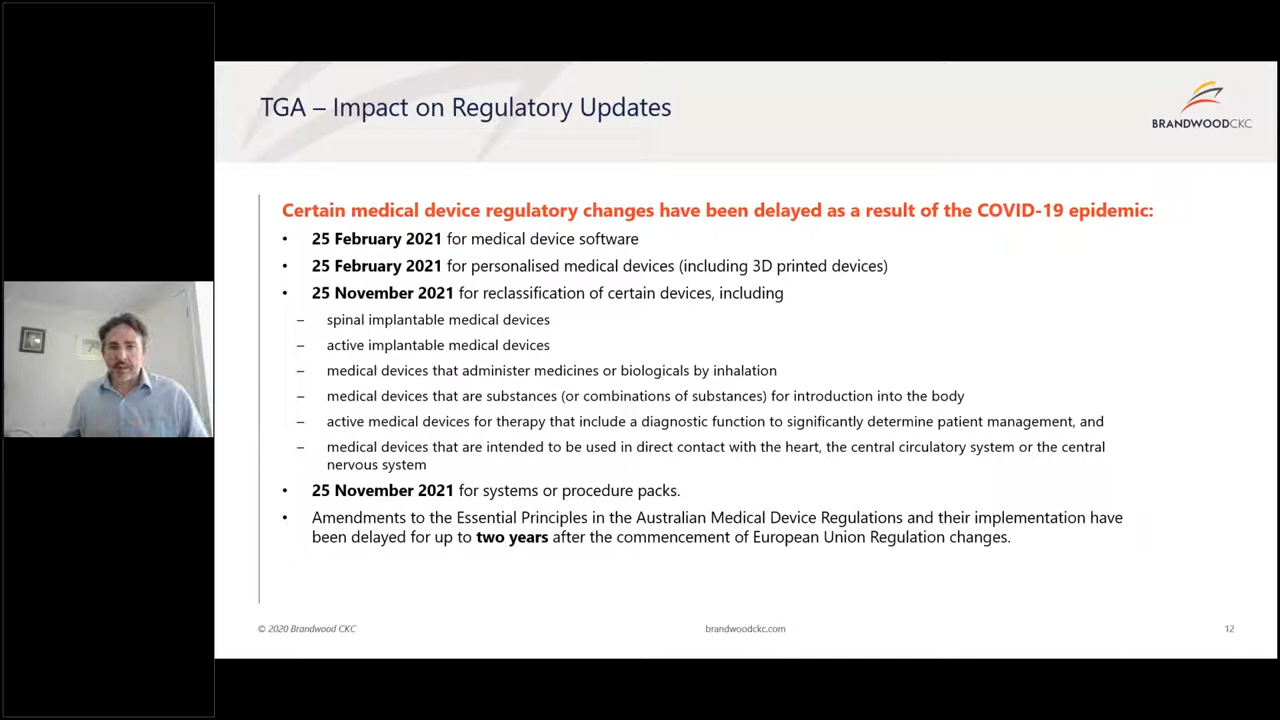 TGA – Impact on Regulatory Updates
BRANDWOODCKC
Certain medical device regulatory changes have been delayed as a result of the COVID-19 epidemic:
• 25 February 2021 for medical device software
• 25 February 2021 for personalised medical devices (including 3D printed devices)
• 25 November 2021 for reclassification of certain devices, including
– spinal implantable medical devices
– active implantable medical devices
– medical devices that administer medicines or biologicals by inhalation
– medical devices that are substances (or combinations of substances) for introduction into the body
– active medical devices for therapy that include a diagnostic function to significantly determine patient management, and
– medical devices that are intended to be used in direct contact with the heart, the central circulatory system or the central
nervous system
• 25 November 2021 for systems or procedure packs.
• Amendments to the Essential Principles in the Australian Medical Device Regulations and their implementation have
been delayed for up to two years after the commencement of European Union Regulation changes.
© 2020 Brandwood CKC
brandwoodckc.com
12